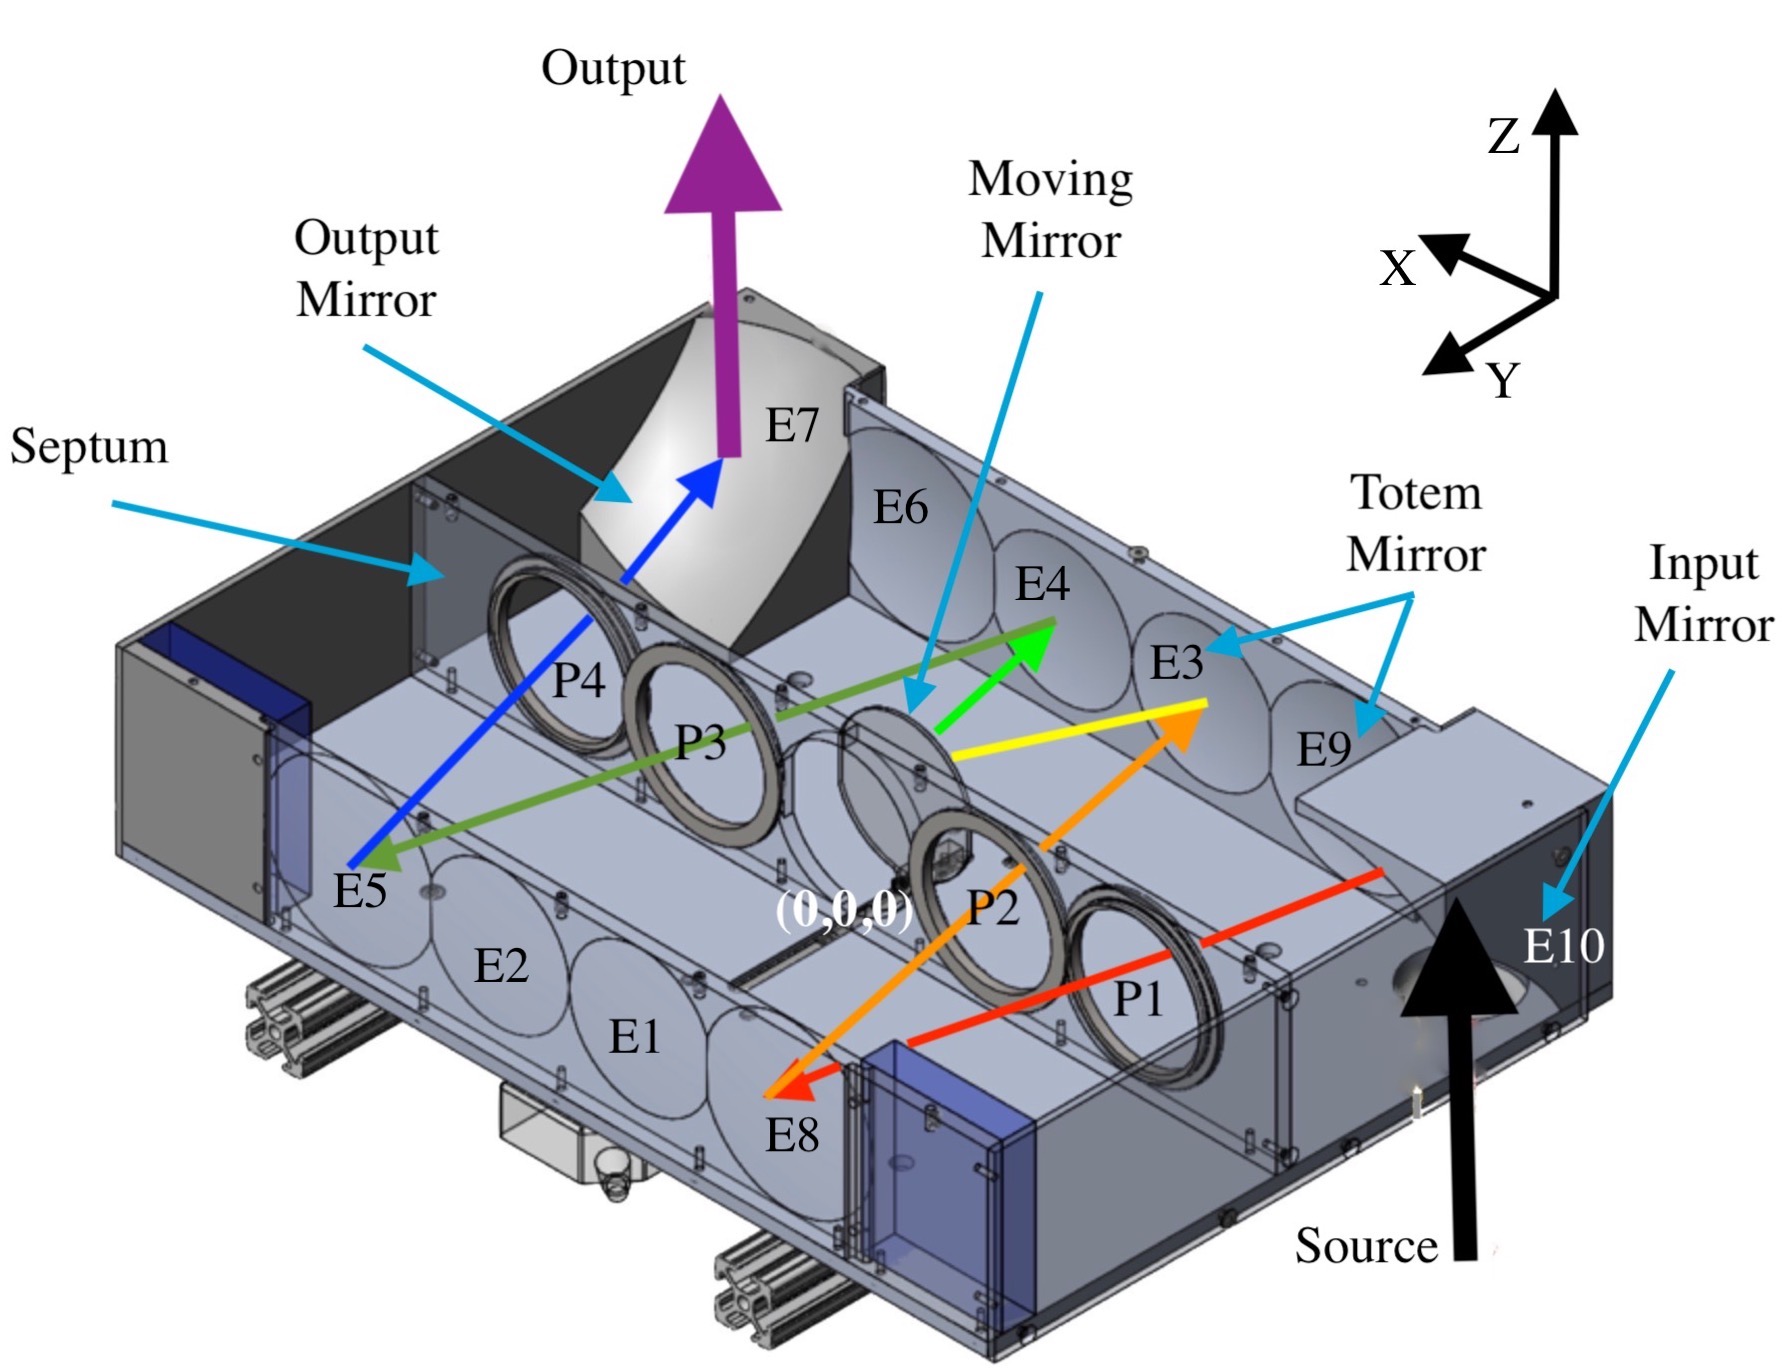 Output
Z
Moving
Mirror
Output
Mirror
X
Y
Septum
E7
E6
Totem
Mirror
E4
Input
Mirror
E3
P4
P3
E9
E5
(0,0,0)
P2
E10
E2
P1
E1
E8
Source